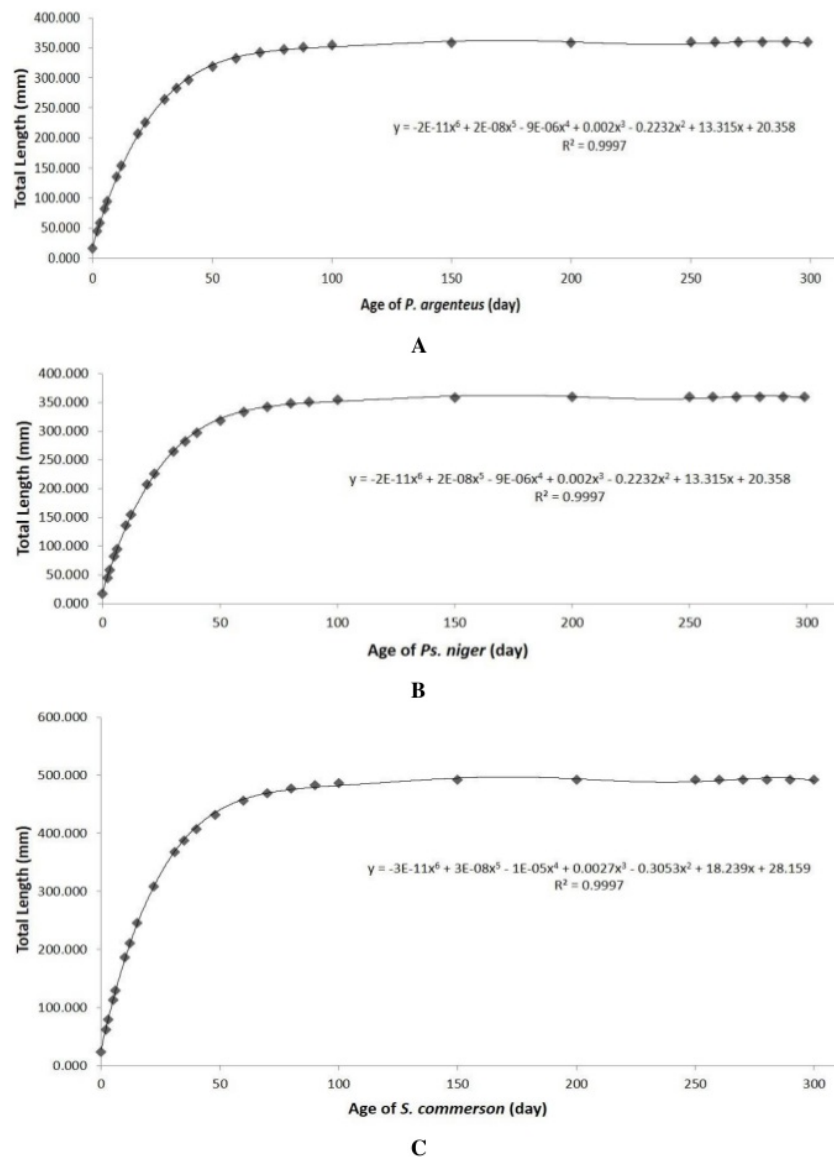 400.000
350.000
300.000
250.000
200.000
150.000
100.000
50.000
0.000
Total Length (mm)
y = -2E-11x⁶ + 2E-08x⁵ - 9E-06x⁴ + 0.002x³ - 0.2232x² + 13.315x + 20.358
R² = 0.9997
0 50 100 150 200 250 300
Age of P. argenteus (day)
A
400.000
350.000
300.000
250.000
200.000
150.000
100.000
50.000
0.000
Total Length (mm)
y = -2E-11x⁶ + 2E-08x⁵ - 9E-06x⁴ + 0.002x³ - 0.2232x² + 13.315x + 20.358
R² = 0.9997
0 50 100 150 200 250 300
Age of Ps. niger (day)
B
600.000
500.000
400.000
300.000
200.000
100.000
0.000
Total Length (mm)
y = -3E-11x⁶ + 3E-08x⁵ - 1E-05x⁴ + 0.0027x³ - 0.3053x² + 18.239x + 28.159
R² = 0.9997
0 50 100 150 200 250 300
Age of S. commerson (day)
C